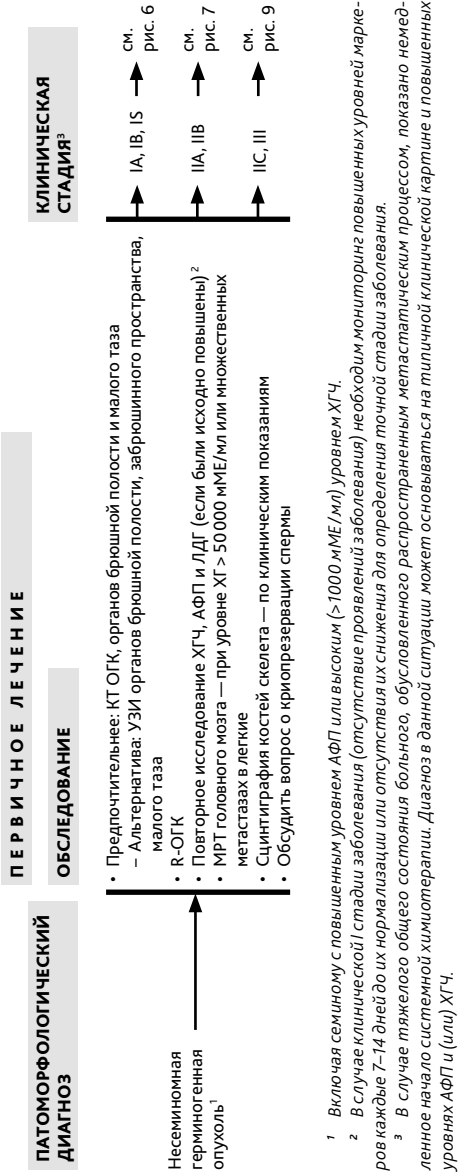 ПЕРВИЧНОЕ ЛЕЧЕНИЕ
ПАТОМОРФОЛОГИЧЕСКИЙ
ДИАГНОЗ
ОБСЛЕДОВАНИЕ
КЛИНИЧЕСКАЯ
СТАДИЯ³
Несеминомная
герминогенная
опухоль¹
• Предпочтительнее: КТ ОГК, органов брюшной полости и малого таза
– Альтернатива: УЗИ органов брюшной полости, забрюшинного пространства,
малого таза
• R-ОГК
• Повторное исследование ХГЧ, АФП и ЛДГ (если были исходно повышены) ²
• МРТ головного мозга — при уровне ХГ > 50 000 мМЕ/мл или множественных
метастазах в легкие
• Сцинтиграфия костей скелета — по клиническим показаниям
• Обсудить вопрос о криопрезервации спермы
IA, IB, IS
см.
рис. 6
IIA, IIB
см.
рис. 7
IIC, III
см.
рис. 9
¹ Включая семиному с повышенным уровнем АФП или высоким (>1000 мМЕ/мл) уровнем ХГЧ.
² В случае клинической I стадии заболевания (отсутствие проявлений заболевания) необходим мониторинг повышенных уровней марке-
ров каждые 7–14 дней до их нормализации или отсутствия их снижения для определения точной стадии заболевания.
³ В случае тяжелого общего состояния больного, обусловленного распространенным метастатическим процессом, показано немед-
ленное начало системной химиотерапии. Диагноз в данной ситуации может основываться на типичной клинической картине и повышенных
уровнях АФП и (или) ХГЧ.